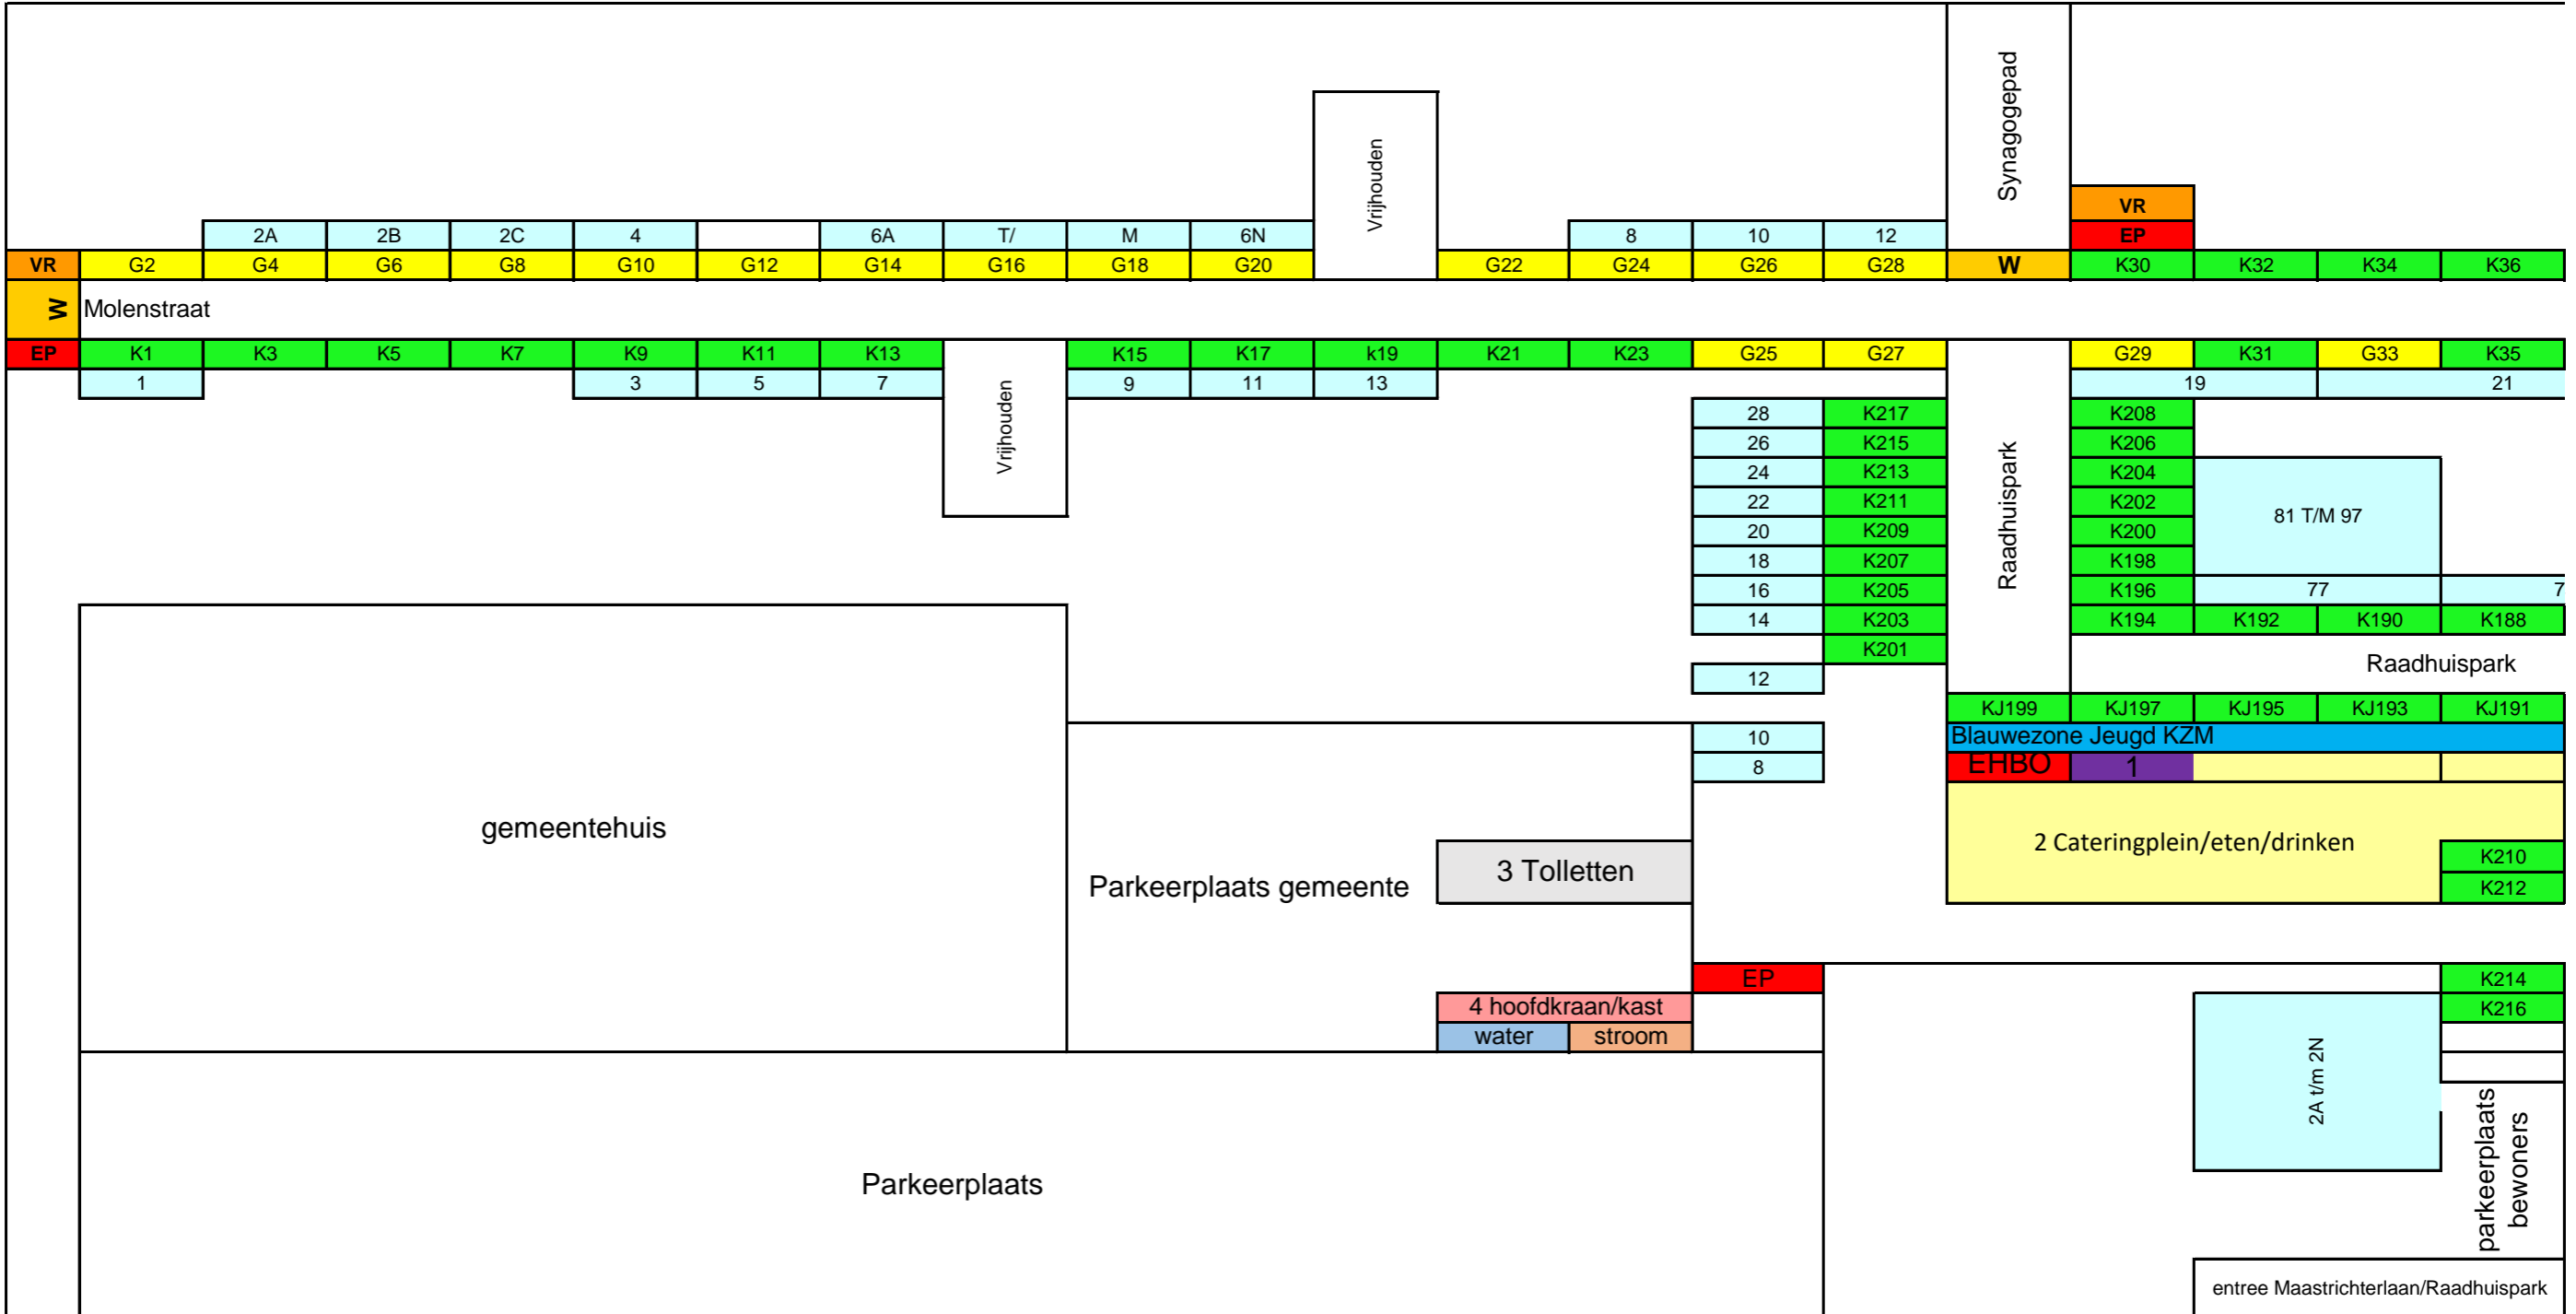 Synagogepad
Vrijhouden
VR
2A 2B 2C 4 6A T/ M 6N 8 10 12 EP
VR G2 G4 G6 G8 G10 G12 G14 G16 G18 G20 G22 G24 G26 G28 W K30 K32 K34 K36
W Molenstraat
EP K1 K3 K5 K7 K9 K11 K13 K15 K17 k19 K21 K23 G25 G27 G29 K31 G33 K35
1 3 5 7 9 11 13 19 21
Vrijhouden
Raadhuispark
28 K217 K208
26 K215 K206
24 K213 K204
22 K211 K202
81 T/M 97
20 K209 K200
18 K207 K198
16 K205 K196 77 7
14 K203 K194 K192 K190 K188
K201
Raadhuispark
12
KJ199 KJ197 KJ195 KJ193 KJ191
10 Blauwezone Jeugd KZM
8 EHBO 1
gemeentehuis
2 Cateringplein/eten/drinken
K210
3 Tolletten
Parkeerplaats gemeente
K212
EP K214
4 hoofdkraan/kast K216
water stroom
2A t/m 2N
parkeerplaats
bewoners
Parkeerplaats
entree Maastrichterlaan/Raadhuispark